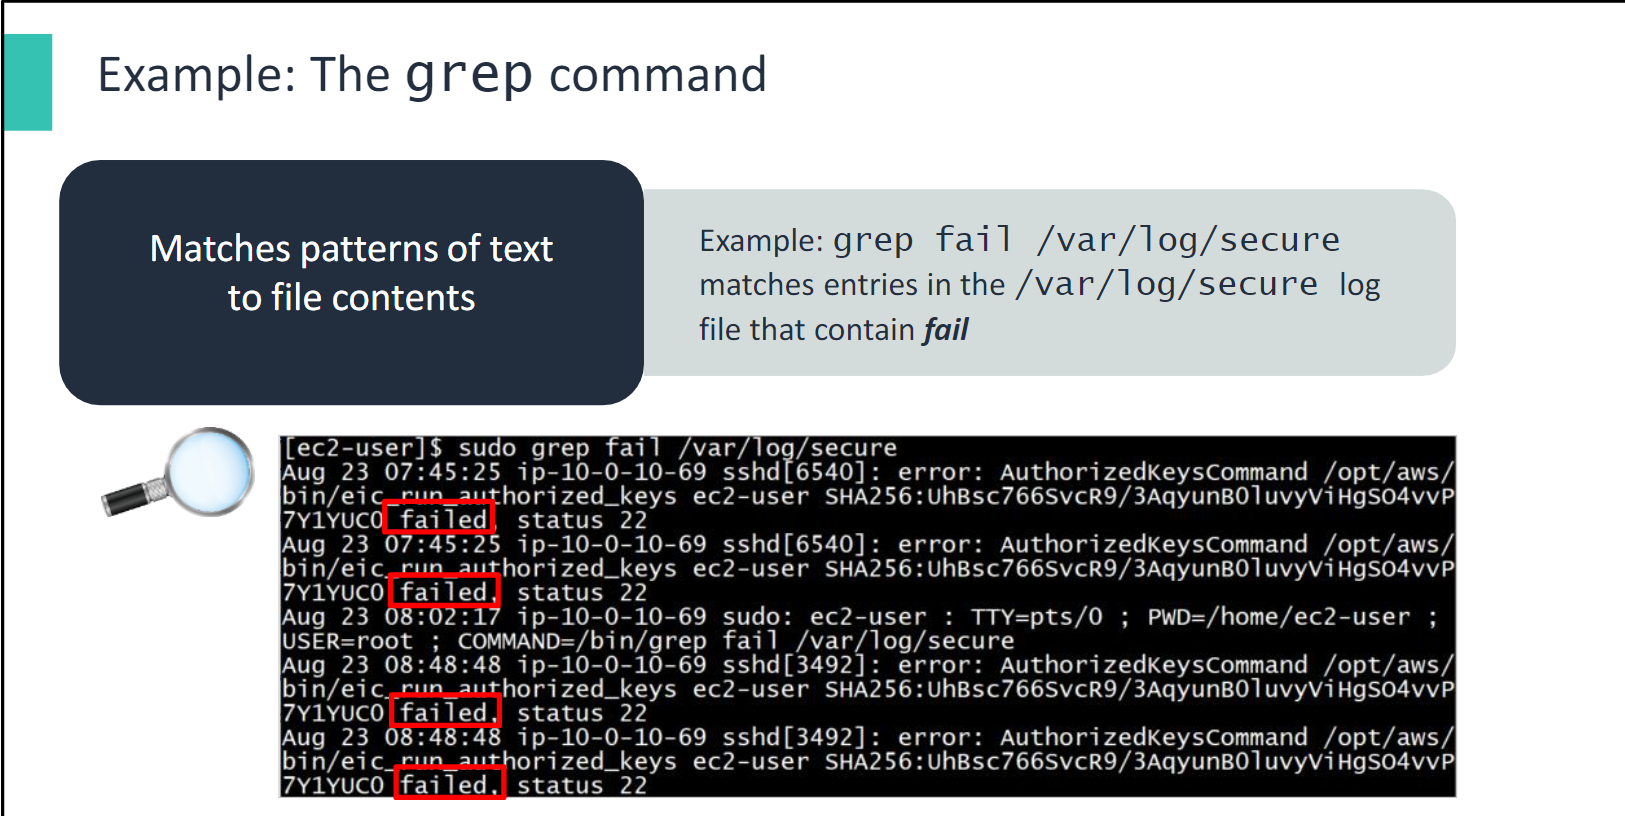 Example: The grep command
Matches patterns of text
to file contents
Example: grep fail /var/log/secure
matches entries in the /var/log/secure log
file that contain fail
[ec2-user]$ sudo grep fail /var/log/secure
Aug 23 07:45:25 ip-10-0-10-69 sshd[6540]: error: AuthorizedKeysCommand /opt/aws/
bin/eic_run_authorized_keys ec2-user SHA256:UhBsc766SvcR9/3AqyunB0luvyViHgSO4vvP
7Y1YUC0 failed, status 22
Aug 23 07:45:25 ip-10-0-10-69 sshd[6540]: error: AuthorizedKeysCommand /opt/aws/
bin/eic_run_authorized_keys ec2-user SHA256:UhBsc766SvcR9/3AqyunB0luvyViHgSO4vvP
7Y1YUC0 failed, status 22
Aug 23 08:02:17 ip-10-0-10-69 sudo: ec2-user : TTY=pts/0 ; PWD=/home/ec2-user ;
USER=root ; COMMAND=/bin/grep fail /var/log/secure
Aug 23 08:48:48 ip-10-0-10-69 sshd[3492]: error: AuthorizedKeysCommand /opt/aws/
bin/eic_run_authorized_keys ec2-user SHA256:UhBsc766SvcR9/3AqyunB0luvyViHgSO4vvP
7Y1YUC0 failed, status 22
Aug 23 08:48:48 ip-10-0-10-69 sshd[3492]: error: AuthorizedKeysCommand /opt/aws/
bin/eic_run_authorized_keys ec2-user SHA256:UhBsc766SvcR9/3AqyunB0luvyViHgSO4vvP
7Y1YUC0 failed, status 22